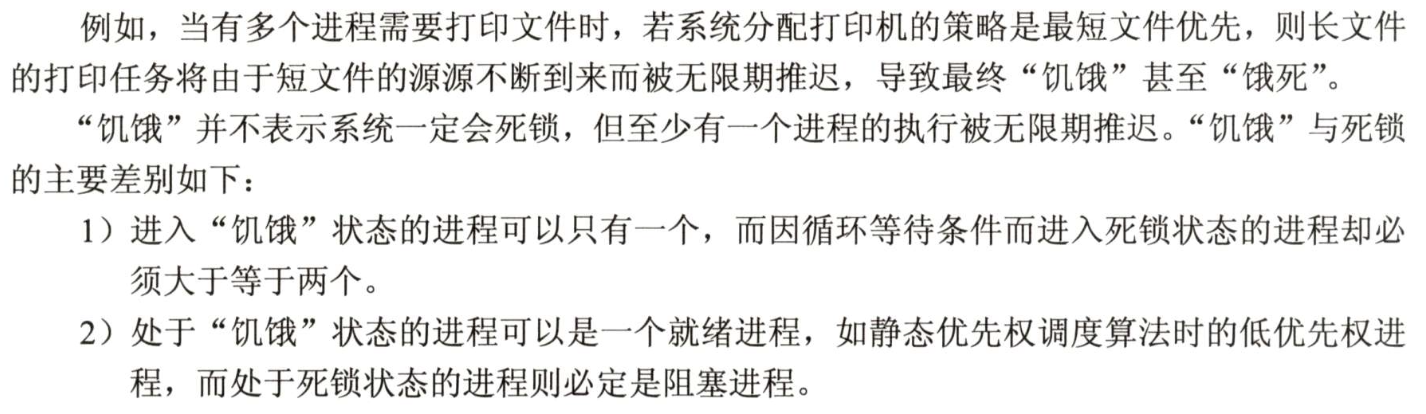 例如，当有多个进程需要打印文件时，若系统分配打印机的策略是最短文件优先，则长文件
的打印任务将由于短文件的源源不断到来而被无限期推迟，导致最终“饥饿”甚至“饿死”。
“饥饿”并不表示系统一定会死锁，但至少有一个进程的执行被无限期推迟。“饥饿”与死锁
的主要差别如下：
1）进入“饥饿”状态的进程可以只有一个，而因循环等待条件而进入死锁状态的进程却必
须大于等于两个。
2）处于“饥饿”状态的进程可以是一个就绪进程，如静态优先权调度算法时的低优先权进
程，而处于死锁状态的进程则必定是阻塞进程。